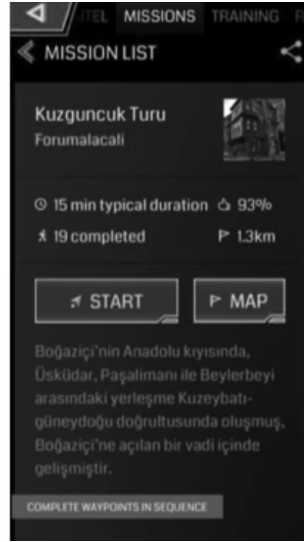 TEL MISSIONS TRAINING
MISSION LIST
Kuzguncuk Turu
Forumalacali
15 min typical duration 93%
19 completed 1.3km
START MAP
Boğaziçi'nin Anadolu kıyısında,
Üsküdar, Paşalimanı ile Beylerbeyi
arasındaki yerleşme Kuzeybatı-
güneydoğu doğrultusunda oluşmuş,
Boğaziçi'ne açılan bir vadi içinde
gelişmiştir.
COMPLETE WAYPOINTS IN SEQUENCE